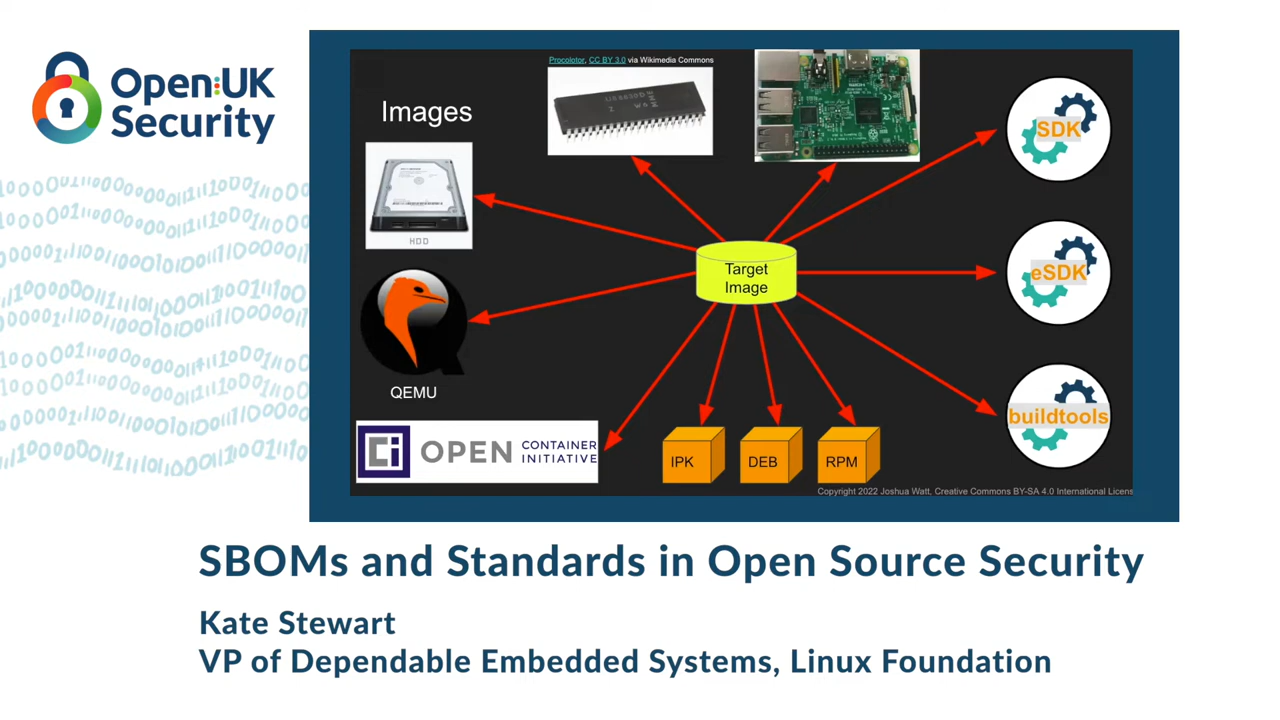 Open:UK
Security
Procolotor, CC BY 3.0 via Wikimedia Commons
Images
HDD
QEMU
Target
Image
SDK
eSDK
buildtools
OPEN CONTAINER
INITIATIVE
IPK
DEB
RPM
Copyright 2022 Joshua Watt, Creative Commons BY-SA 4.0 International Licens
SBOMs and Standards in Open Source Security
Kate Stewart
VP of Dependable Embedded Systems, Linux Foundation